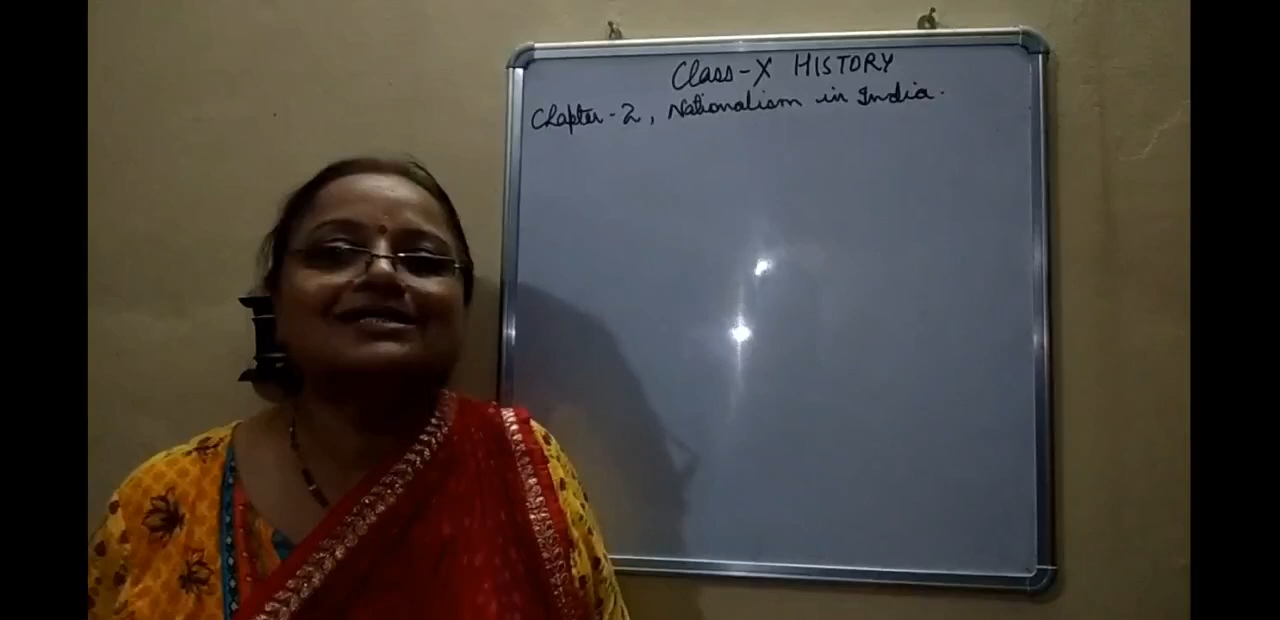 Class-X HISTORY
Chapter-2, Nationalism in India.